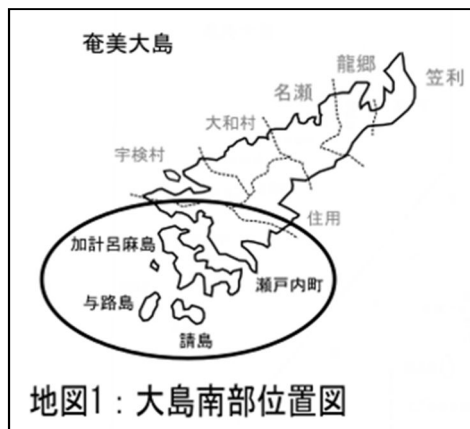 奄美大島
龍郷
笠利
名瀬
大和村
宇検村
住用
加計呂麻島
瀬戸内町
与路島
請島
地図1:大島南部位置図